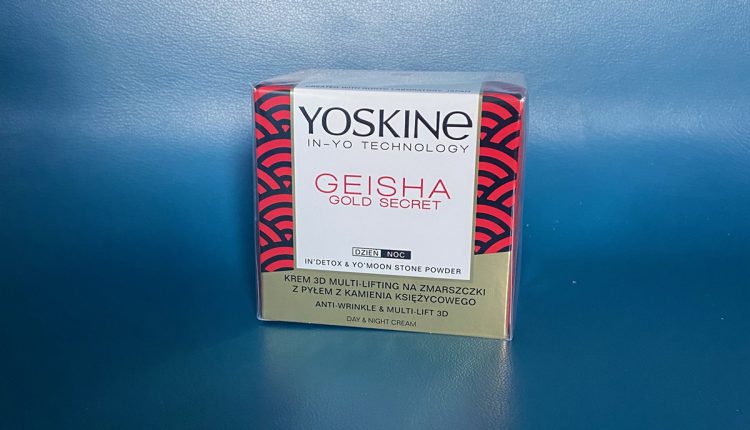 YOSKINe
IN-YO TECHNOLOGY
GEISHA
GOLD SECRET
DZIEŃ NOC
IN'DETOX & YO'MOON STONE POWDER
KREM 3D MULTI-LIFTING NA ZMARSZCZKI
Z PYŁEM Z KAMIENIA KSIĘŻYCOWEGO
ANTI-WRINKLE & MULTI-LIFT 3D
DAY & NIGHT CREAM